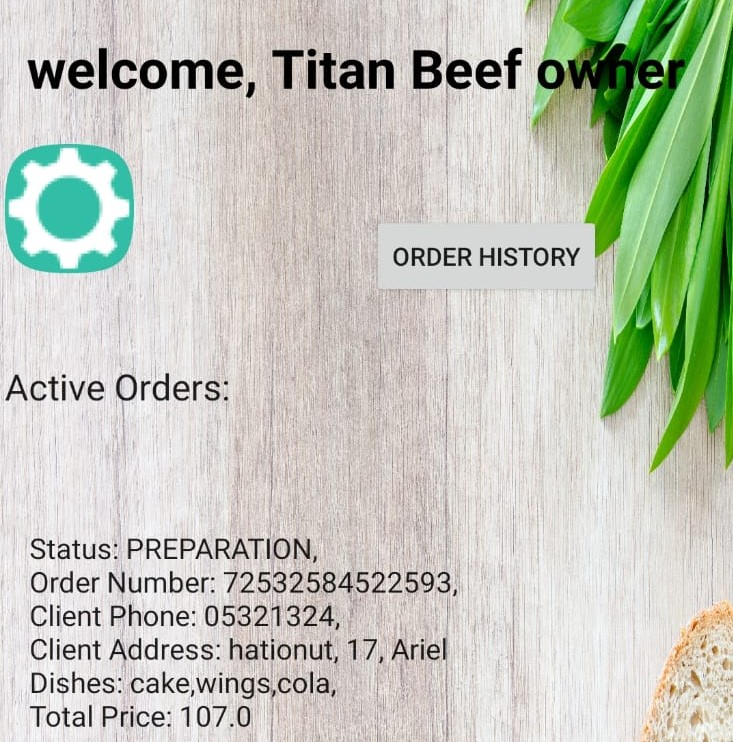 welcome, Titan Beef owner
ORDER HISTORY
Active Orders:
Status: PREPARATION,
Order Number: 72532584522593,
Client Phone: 05321324,
Client Address: hationut, 17, Ariel
Dishes: cake,wings,cola,
Total Price: 107.0